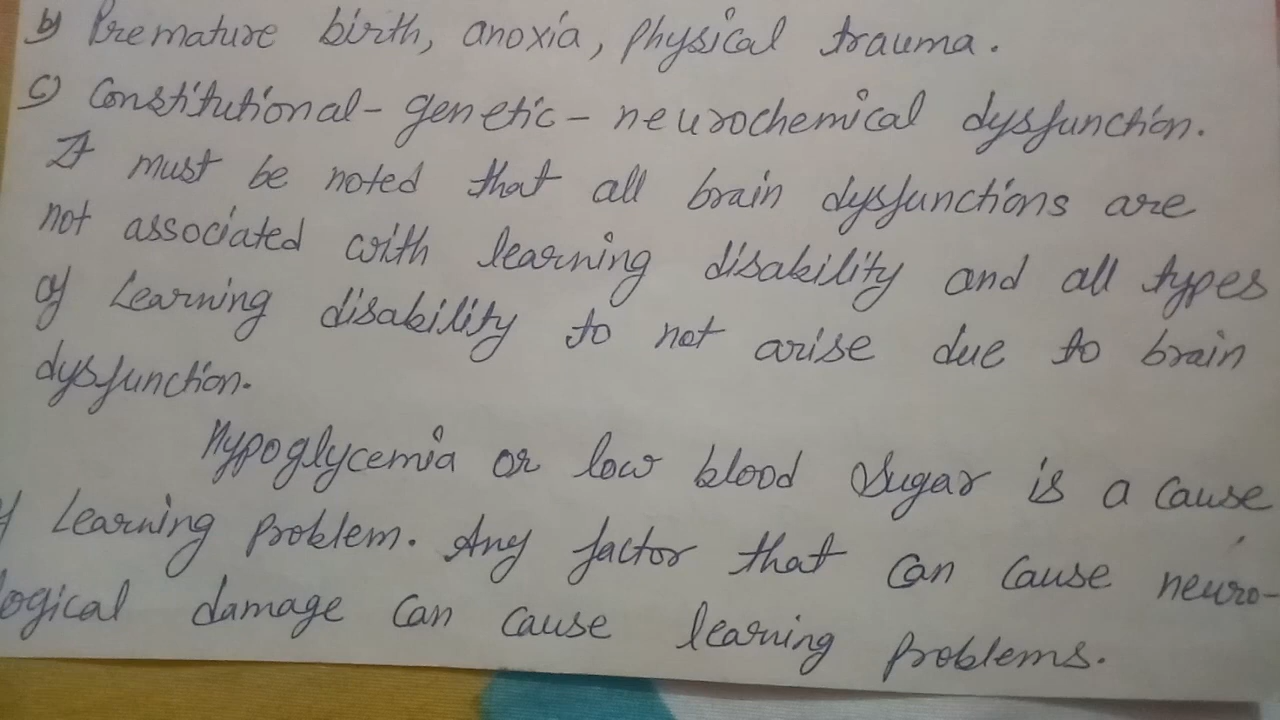 b) Premature birth, anoxia, physical trauma.
c) Constitutional-genetic-neurochemical dysfunction.
It must be noted that all brain dysfunctions are
not associated with learning disability and all types
of Learning disability to not arise due to brain
dysfunction.
Hypoglycemia or low blood sugar is a cause
of Learning problem. Any factor that can cause neuro-
logical damage can cause learning problems.